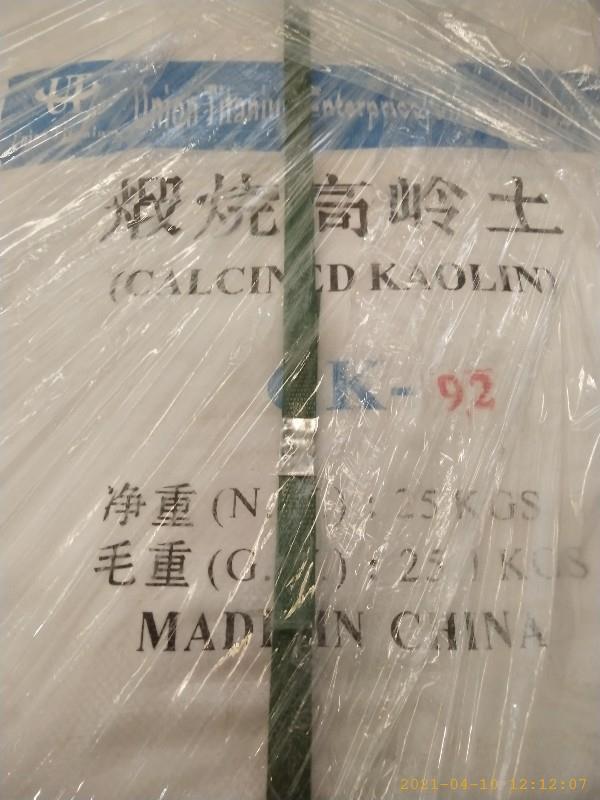 UT Union Titanium Enterprise
煅烧高岭土
(CALCINED KAOLIN)
CK-92
净重(N.W.):25 KGS
毛重(G.W.):25.1 KGS
MADE IN CHINA
2021-04-10 12:12:07